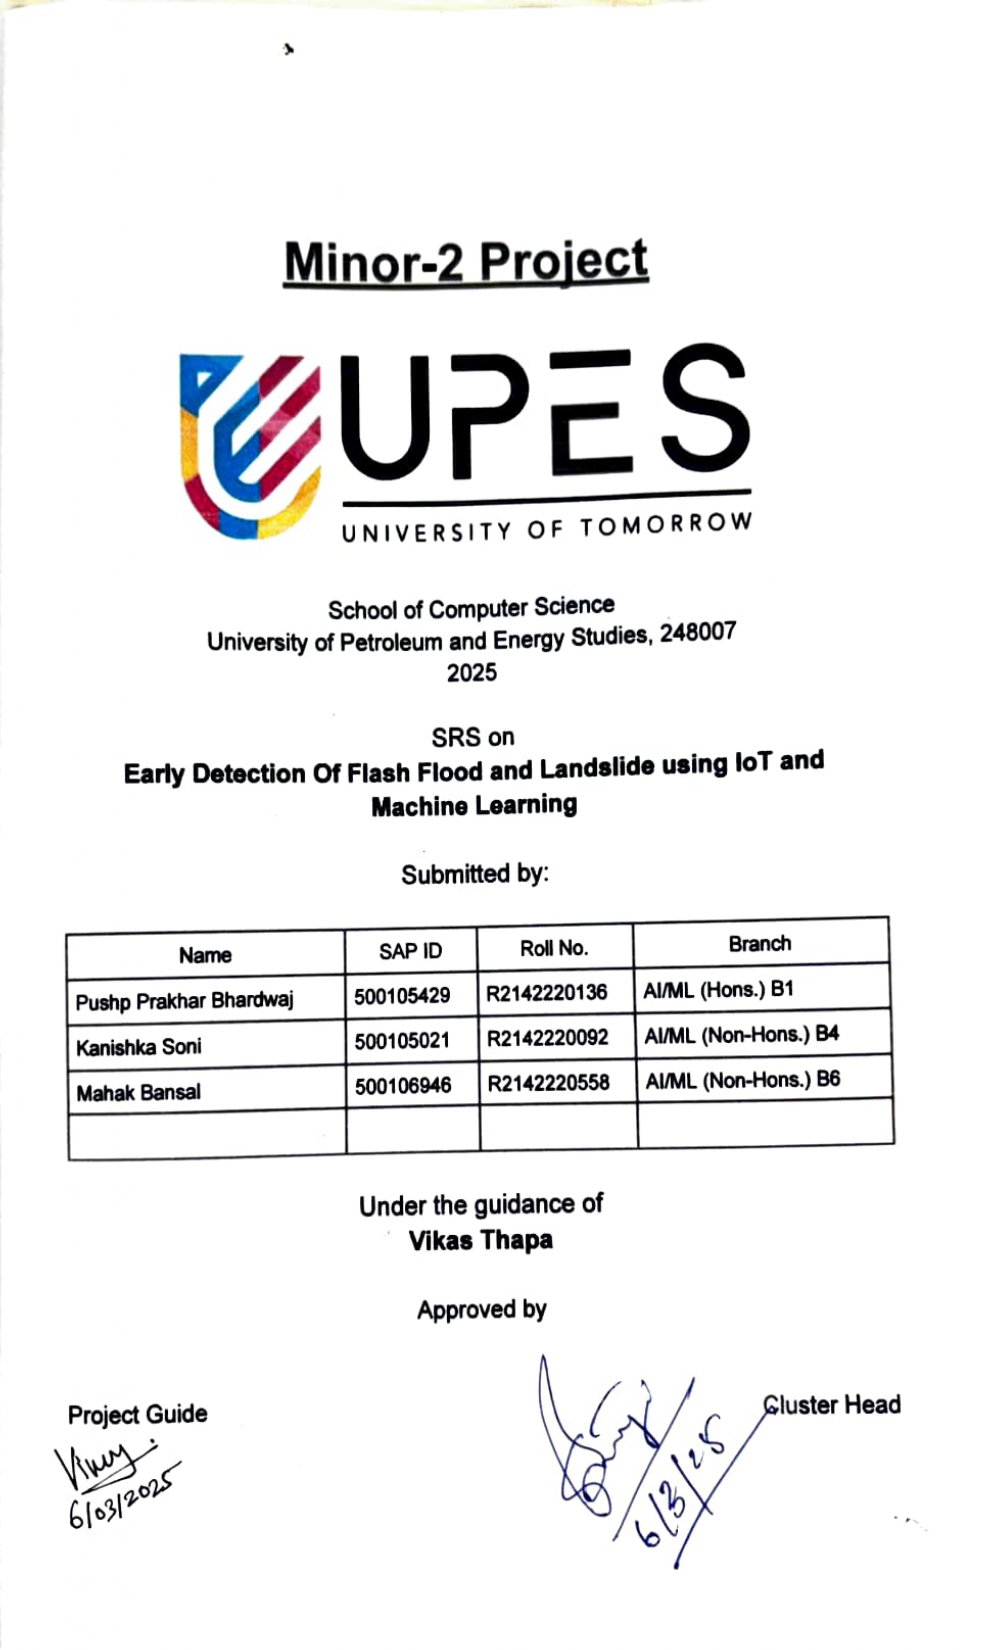 Minor-2 Project
UPES
UNIVERSITY OF TOMORROW
School of Computer Science
University of Petroleum and Energy Studies, 248007
2025
SRS on
Early Detection Of Flash Flood and Landslide using IoT and
Machine Learning
Submitted by:
Name SAP ID Roll No. Branch
Pushp Prakhar Bhardwaj 500105429 R2142220136 AI/ML (Hons.) B1
Kanishka Soni 500105021 R2142220092 AI/ML (Non-Hons.) B4
Mahak Bansal 500106946 R2142220558 AI/ML (Non-Hons.) B6
Under the guidance of
Vikas Thapa
Approved by
Project Guide
6/03/2025
Cluster Head
6/3/25